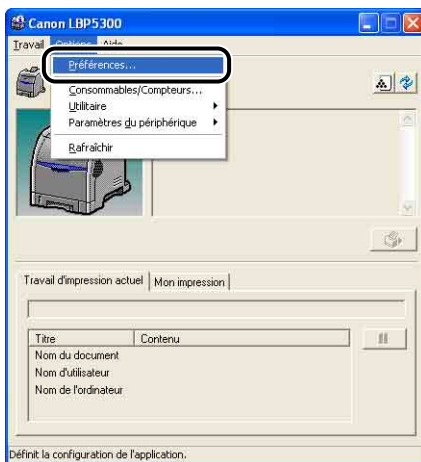 Canon LBP5300
Travail Options Aide
Préférences...
Consommables/Compteurs...
Utilitaire
Paramètres du périphérique
Rafraîchir
Travail d'impression actuel Mon impression
Titre Contenu
Nom du document
Nom d'utilisateur
Nom de l'ordinateur
Définit la configuration de l'application.